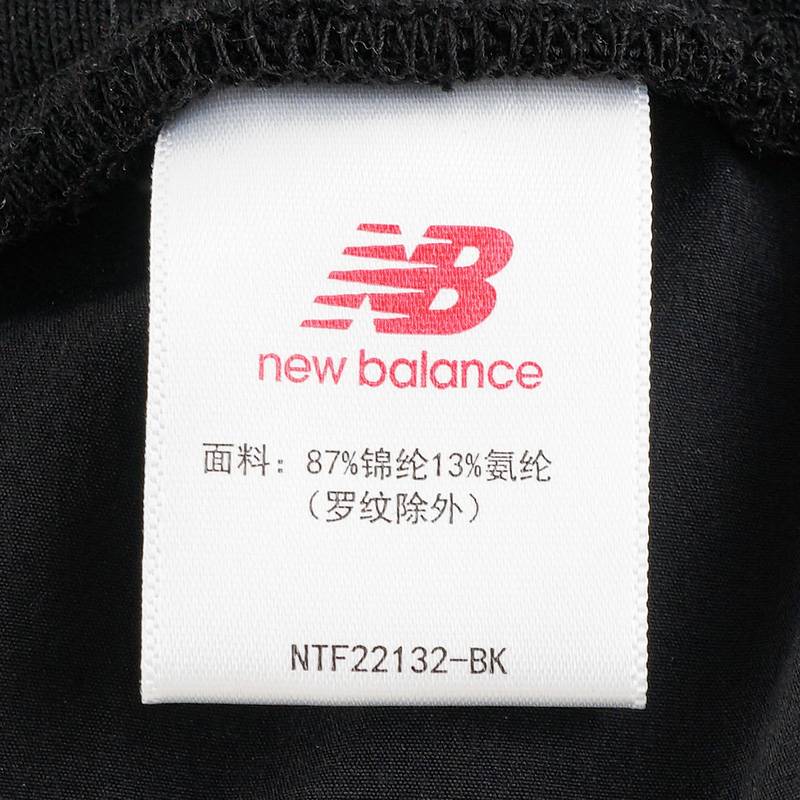 NB
new balance
面料：87%锦纶13%氨纶
（罗纹除外）
NTF22132-BK